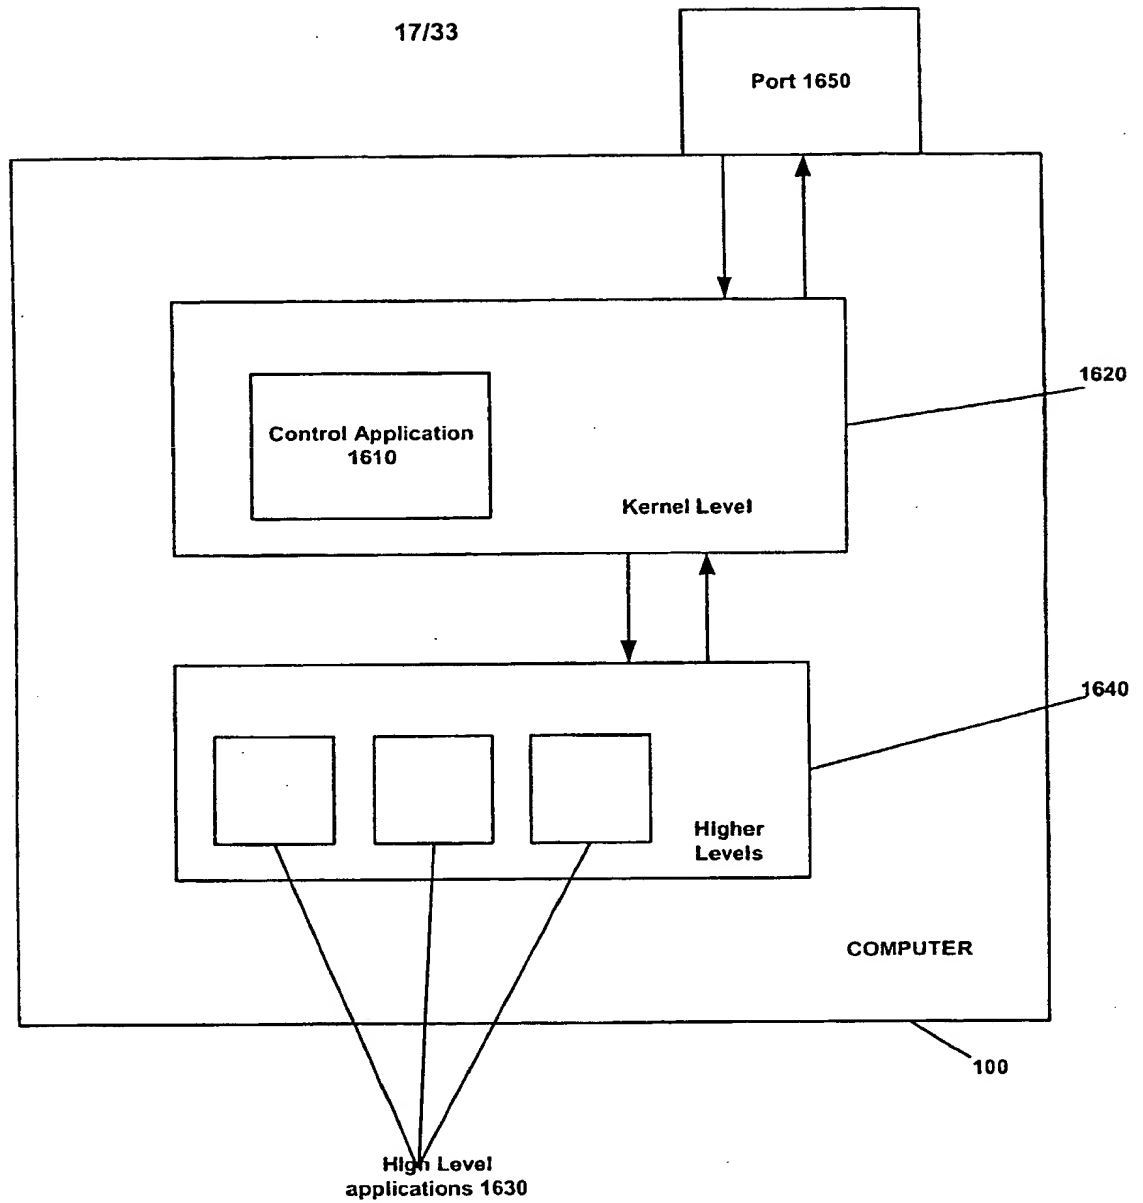 17/33
Port 1650
1620
Control Application
1610
Kernel Level
1640
Higher
Levels
COMPUTER
100
High Level
applications 1630